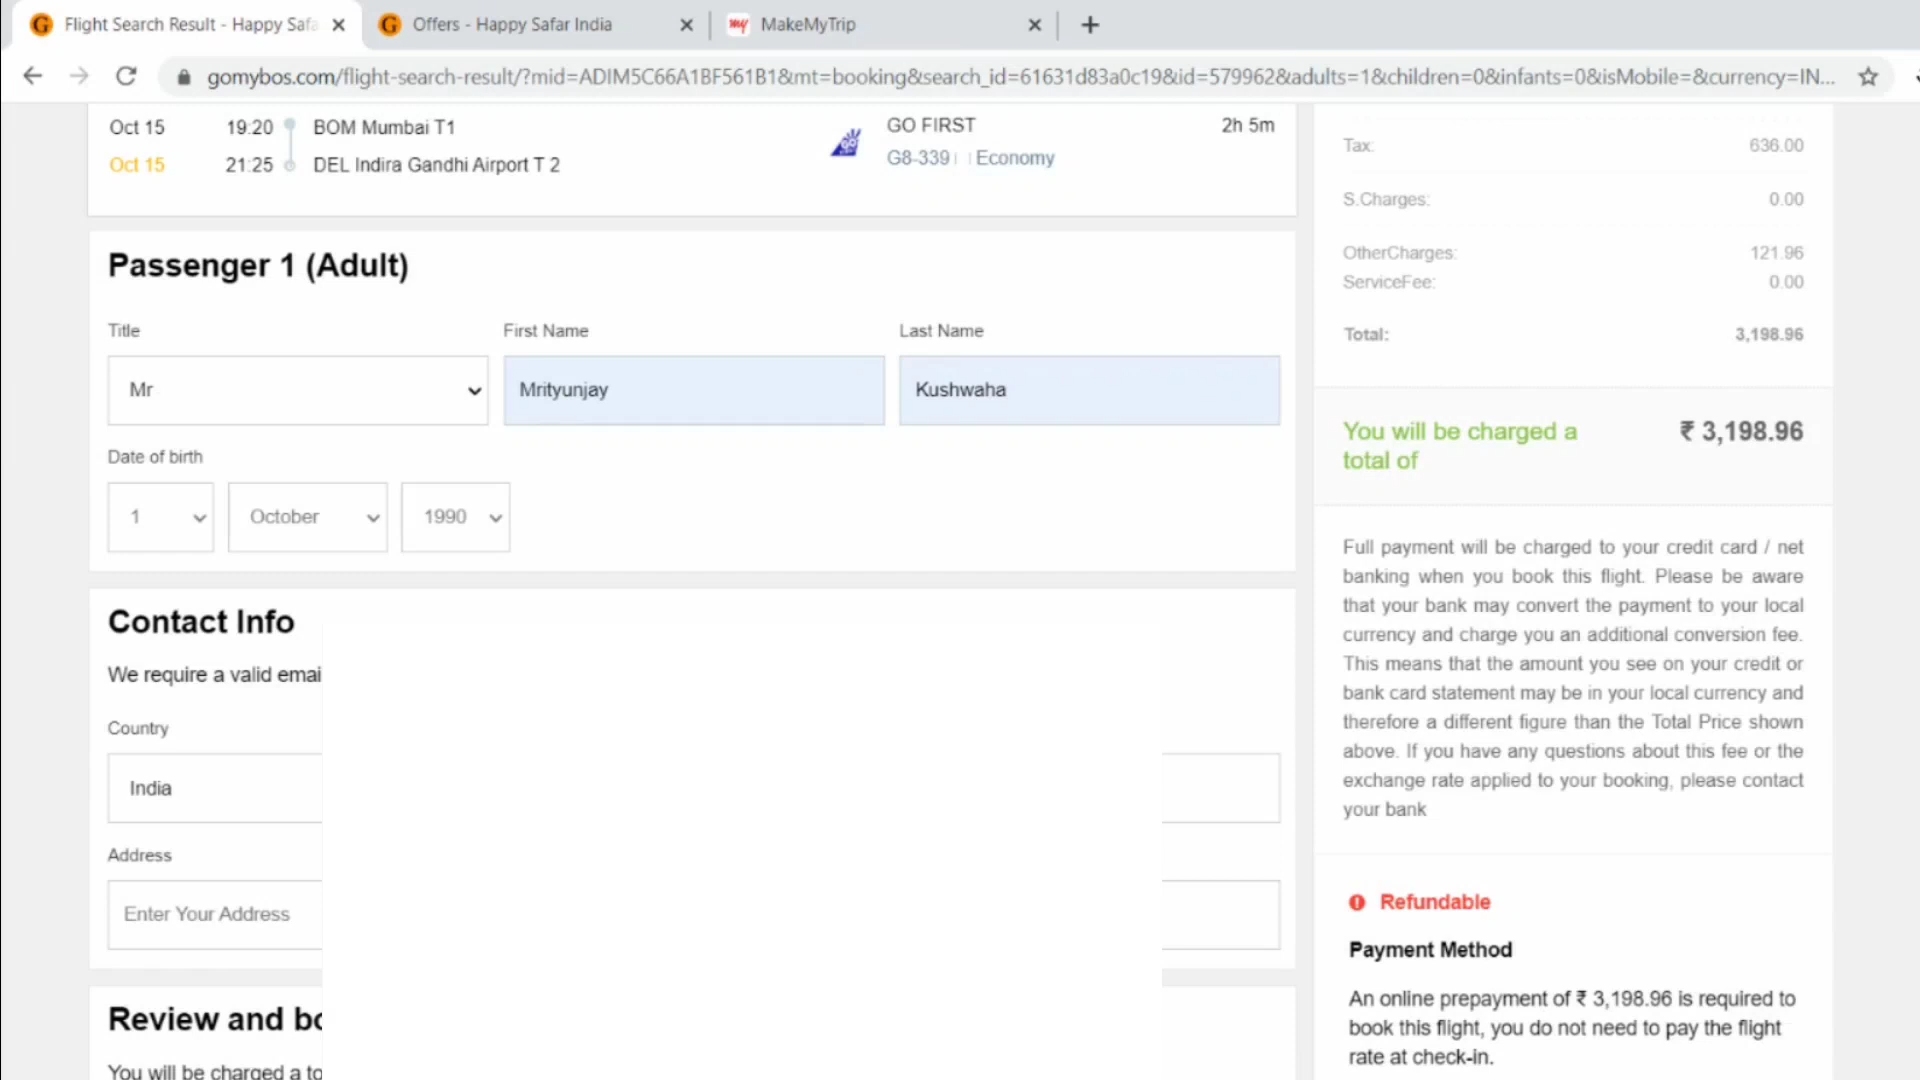 Flight Search Result - Happy Safa
Offers - Happy Safar India
my MakeMyTrip
gomybos.com/flight-search-result/?mid=ADIM5C66A1BF561B1&mt=booking&search_id=61631d83a0c19&id=579962&adults=1&children=0&infants=0&isMobile=&currency=IN...
Oct 15 19:20 BOM Mumbai T1
Oct 15 21:25 DEL Indira Gandhi Airport T 2
GO FIRST 2h 5m
G8-339 Economy
Passenger 1 (Adult)
Title First Name Last Name
Mr Mrityunjay Kushwaha
Date of birth
1 October 1990
Contact Info
We require a valid emai
Country
India
Address
Enter Your Address
Review and bo
You will be charged a to
Tax: 636.00
S.Charges: 0.00
OtherCharges: 121.96
ServiceFee: 0.00
Total: 3,198.96
You will be charged a ₹ 3,198.96
total of
Full payment will be charged to your credit card / net
banking when you book this flight. Please be aware
that your bank may convert the payment to your local
currency and charge you an additional conversion fee.
This means that the amount you see on your credit or
bank card statement may be in your local currency and
therefore a different figure than the Total Price shown
above. If you have any questions about this fee or the
exchange rate applied to your booking, please contact
your bank
Refundable
Payment Method
An online prepayment of ₹ 3,198.96 is required to
book this flight, you do not need to pay the flight
rate at check-in.